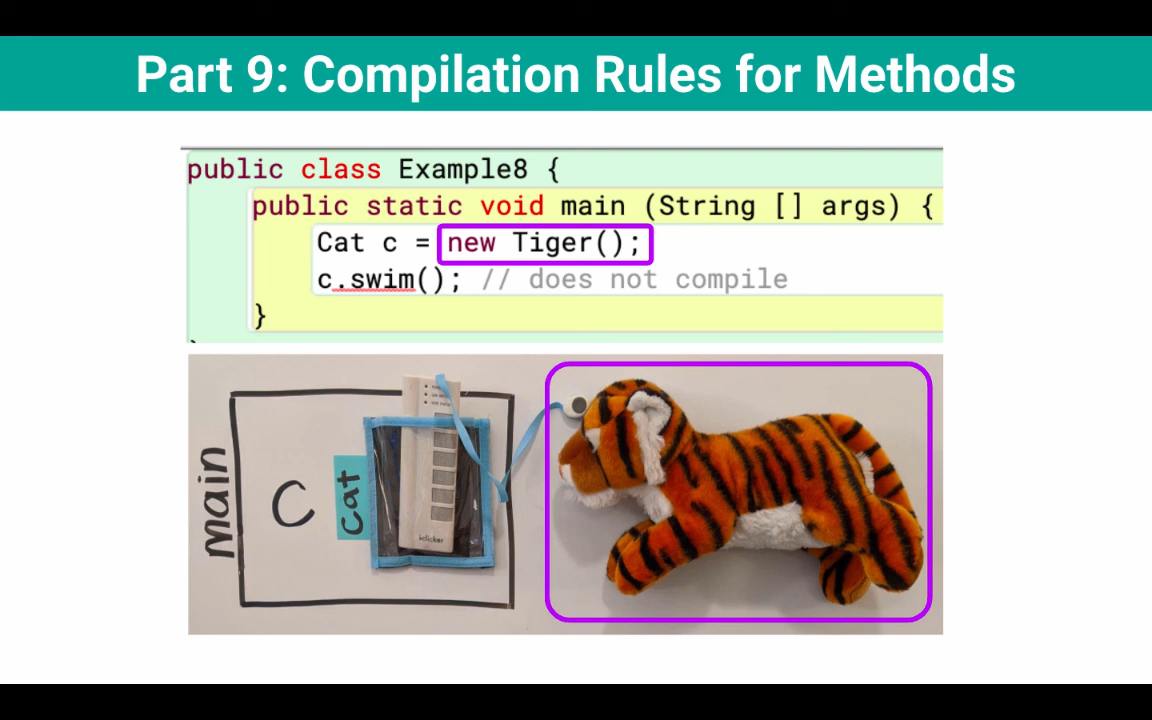 Part 9: Compilation Rules for Methods
public class Example8 {
public static void main (String [] args) {
Cat c = new Tiger();
c.swim(); // does not compile
}
main
C
Cat
iclicker